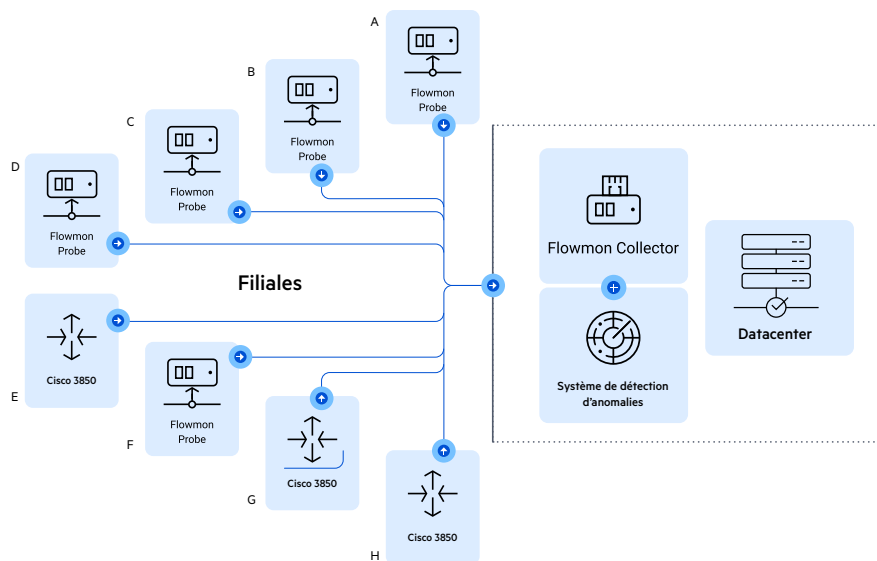 A
Flowmon
Probe
B
Flowmon
Probe
C
Flowmon
Probe
D
Flowmon
Probe
Filiales
E
Cisco 3850
F
Flowmon
Probe
G
Cisco 3850
H
Cisco 3850
Flowmon Collector
Système de détection
d’anomalies
Datacenter